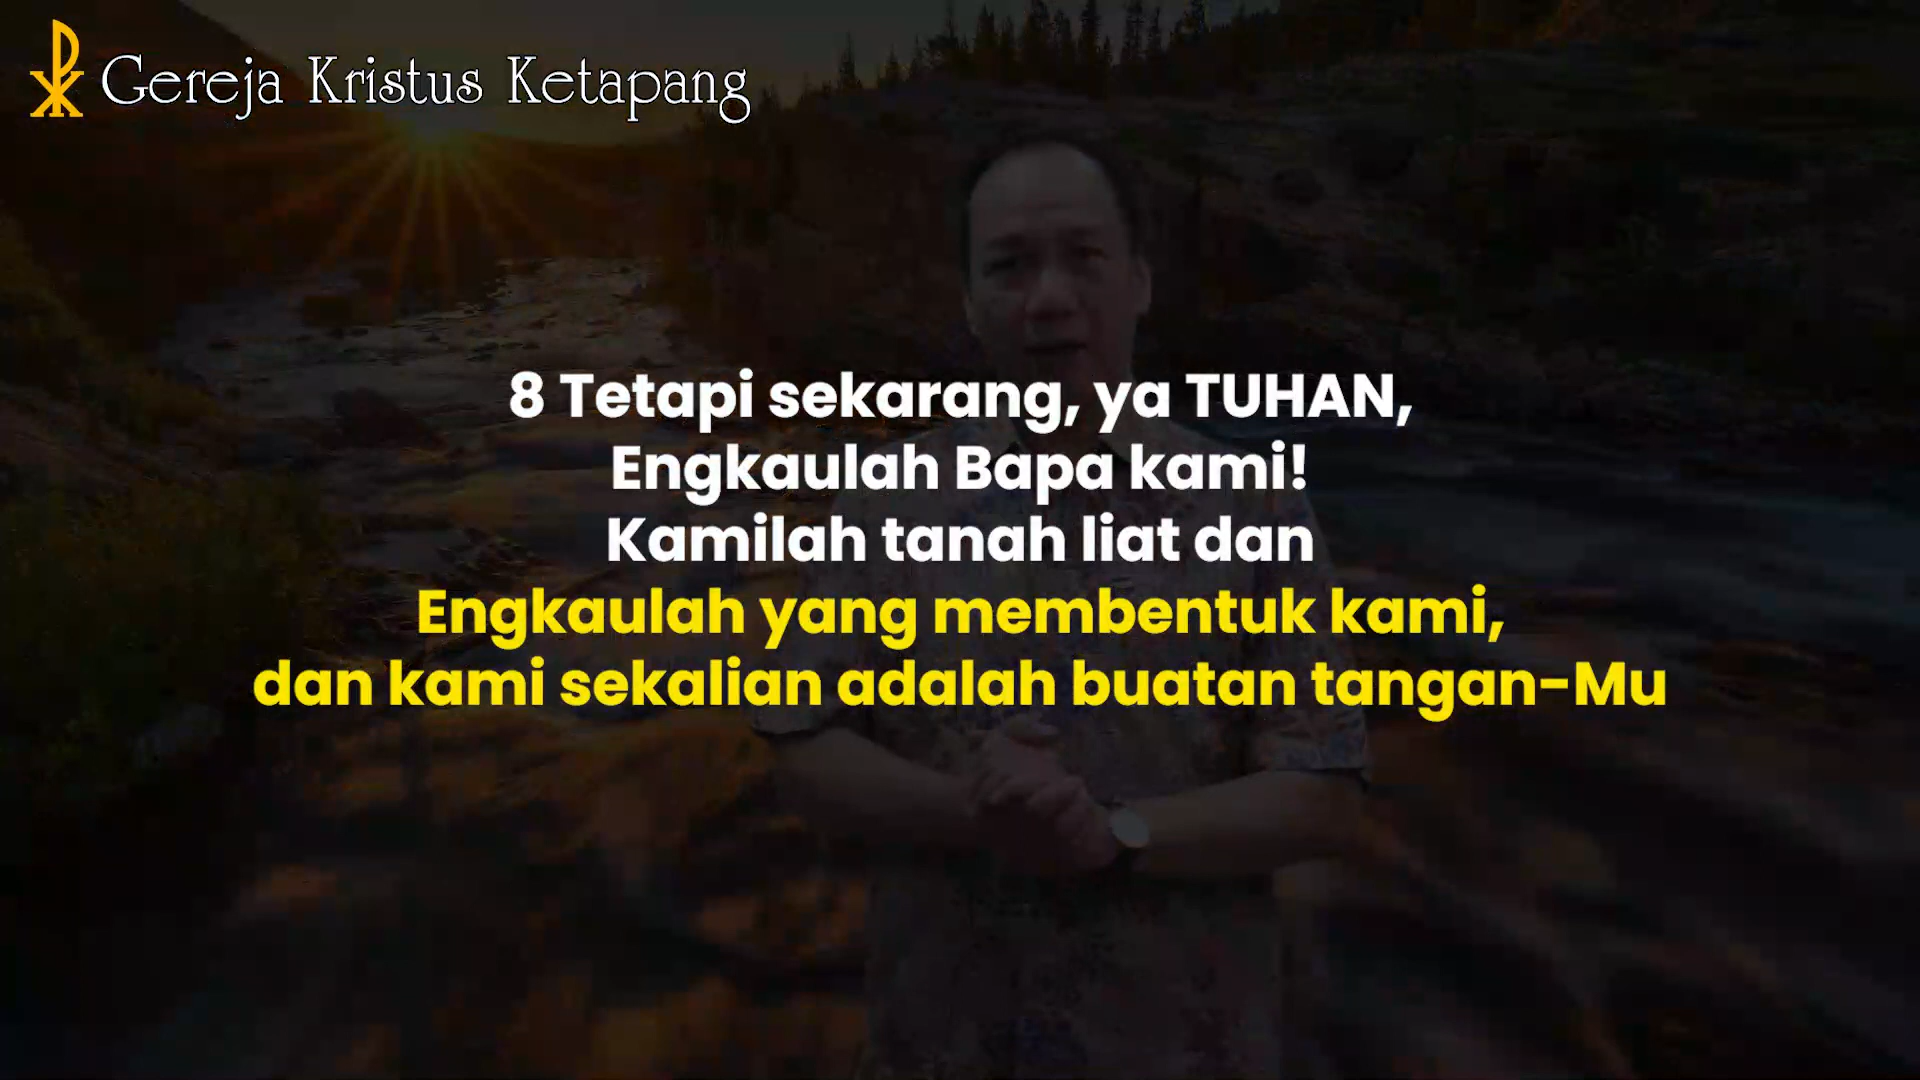 Gereja Kristus Ketapang
8 Tetapi sekarang, ya TUHAN,
Engkaulah Bapa kami!
Kamilah tanah liat dan
Engkaulah yang membentuk kami,
dan kami sekalian adalah buatan tangan-Mu